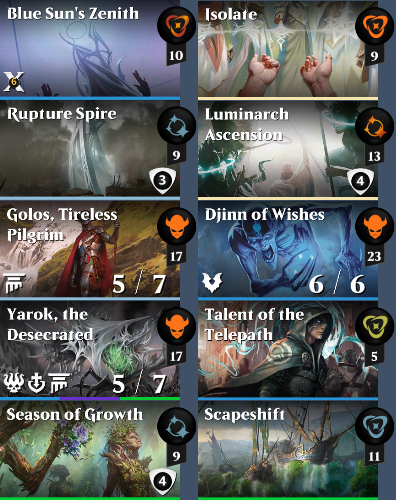 Blue Sun's Zenith
10
X
6
Isolate
9
Rupture Spire
9
3
Luminarch
Ascension
13
4
Golos, Tireless
Pilgrim
17
5 / 7
Djinn of Wishes
23
6 / 6
Yarok, the
Desecrated
17
5 / 7
Talent of the
Telepath
5
Season of Growth
9
4
Scapeshift
11